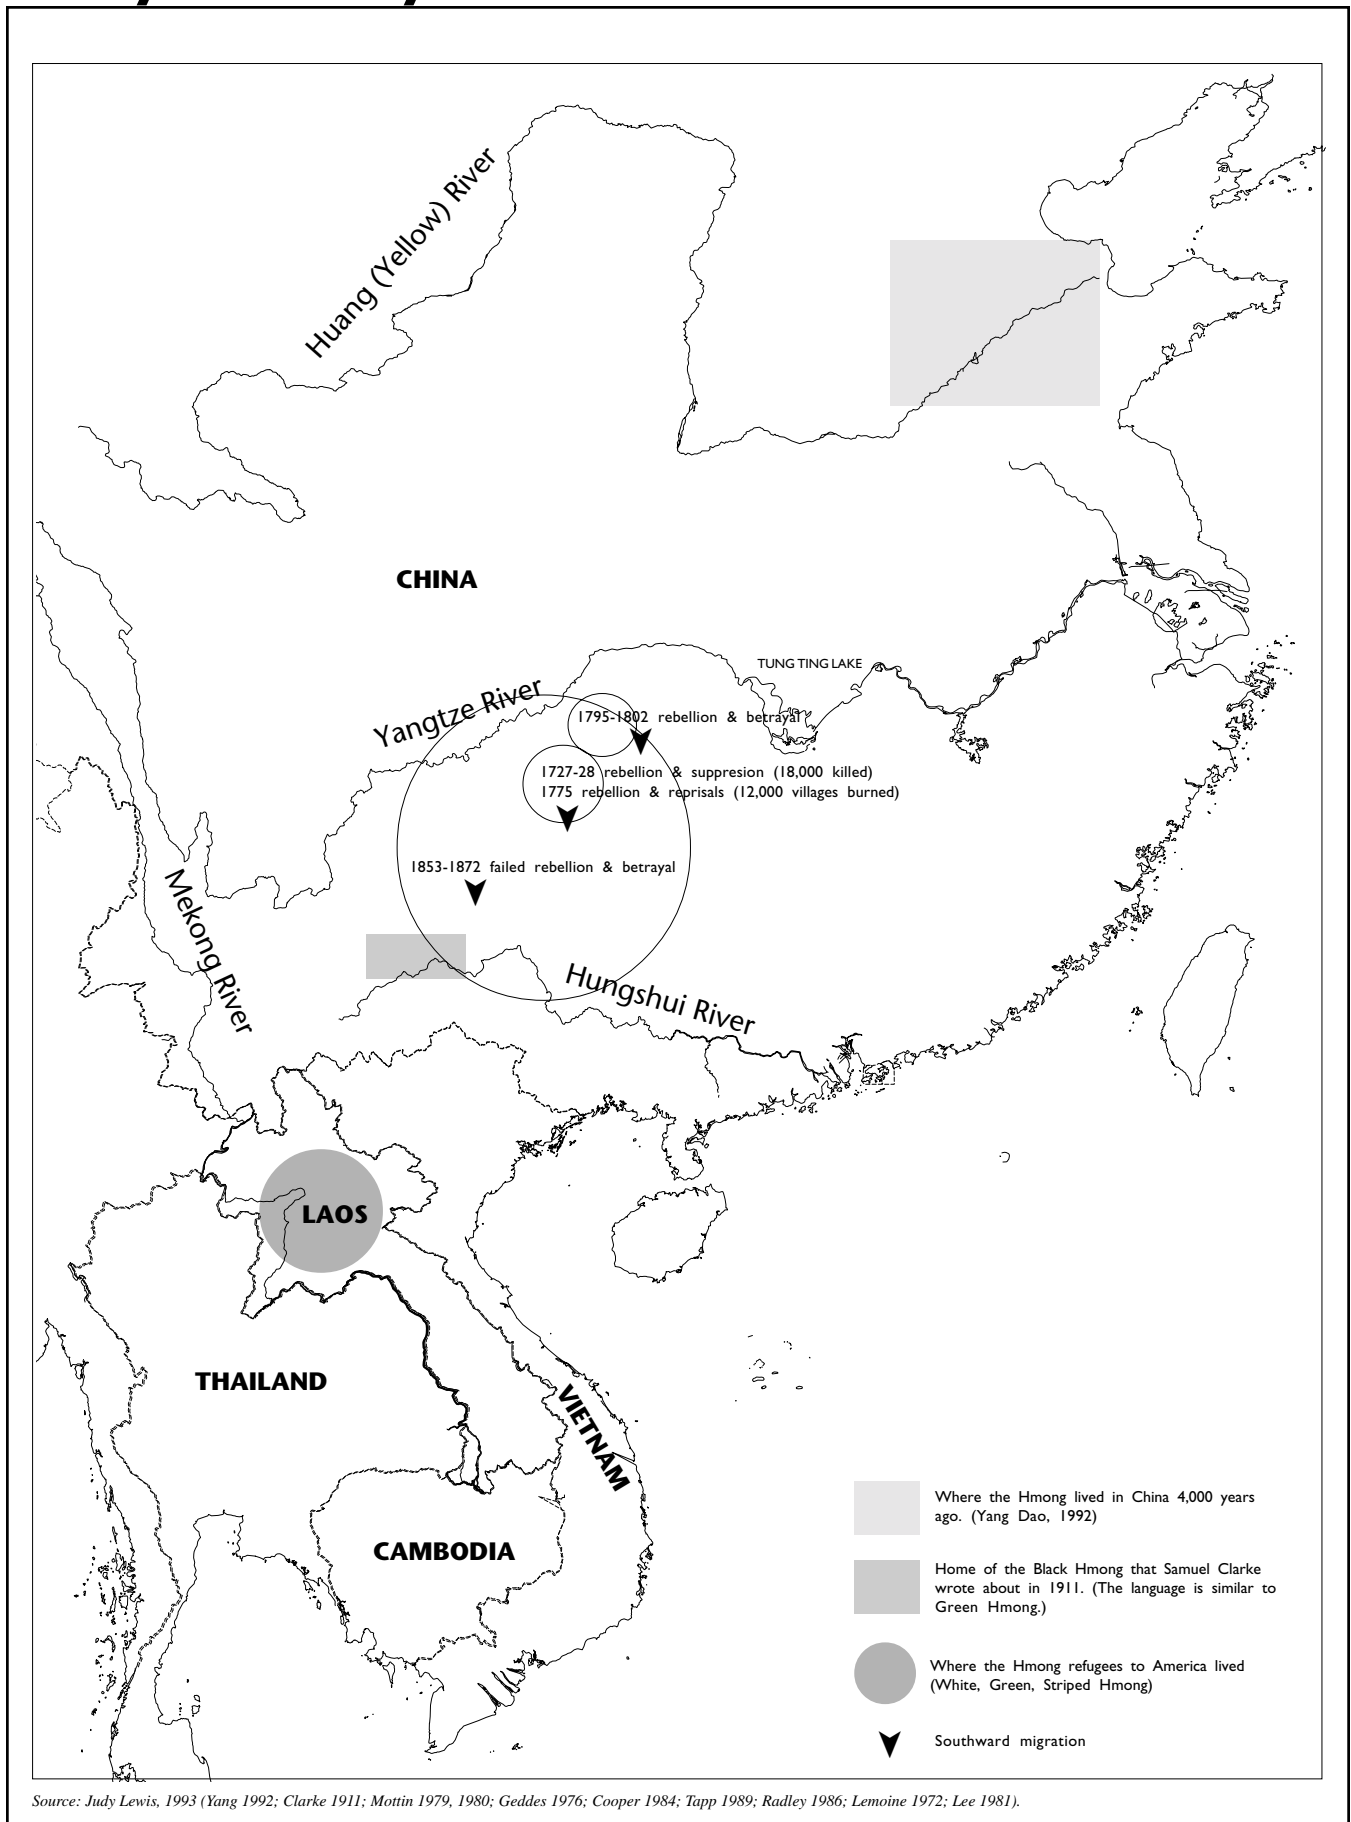 Huang (Yellow) River
CHINA
TUNG TING LAKE
Yangtze River
1795-1802 rebellion & betrayal
1727-28 rebellion & suppresion (18,000 killed)
1775 rebellion & reprisals (12,000 villages burned)
1853-1872 failed rebellion & betrayal
Mekong River
Hungshui River
LAOS
THAILAND
VIETNAM
CAMBODIA
Where the Hmong lived in China 4,000 years
ago. (Yang Dao, 1992)
Home of the Black Hmong that Samuel Clarke
wrote about in 1911. (The language is similar to
Green Hmong.)
Where the Hmong refugees to America lived
(White, Green, Striped Hmong)
Southward migration
Source: Judy Lewis, 1993 (Yang 1992; Clarke 1911; Mottin 1979, 1980; Geddes 1976; Cooper 1984; Tapp 1989; Radley 1986; Lemoine 1972; Lee 1981).